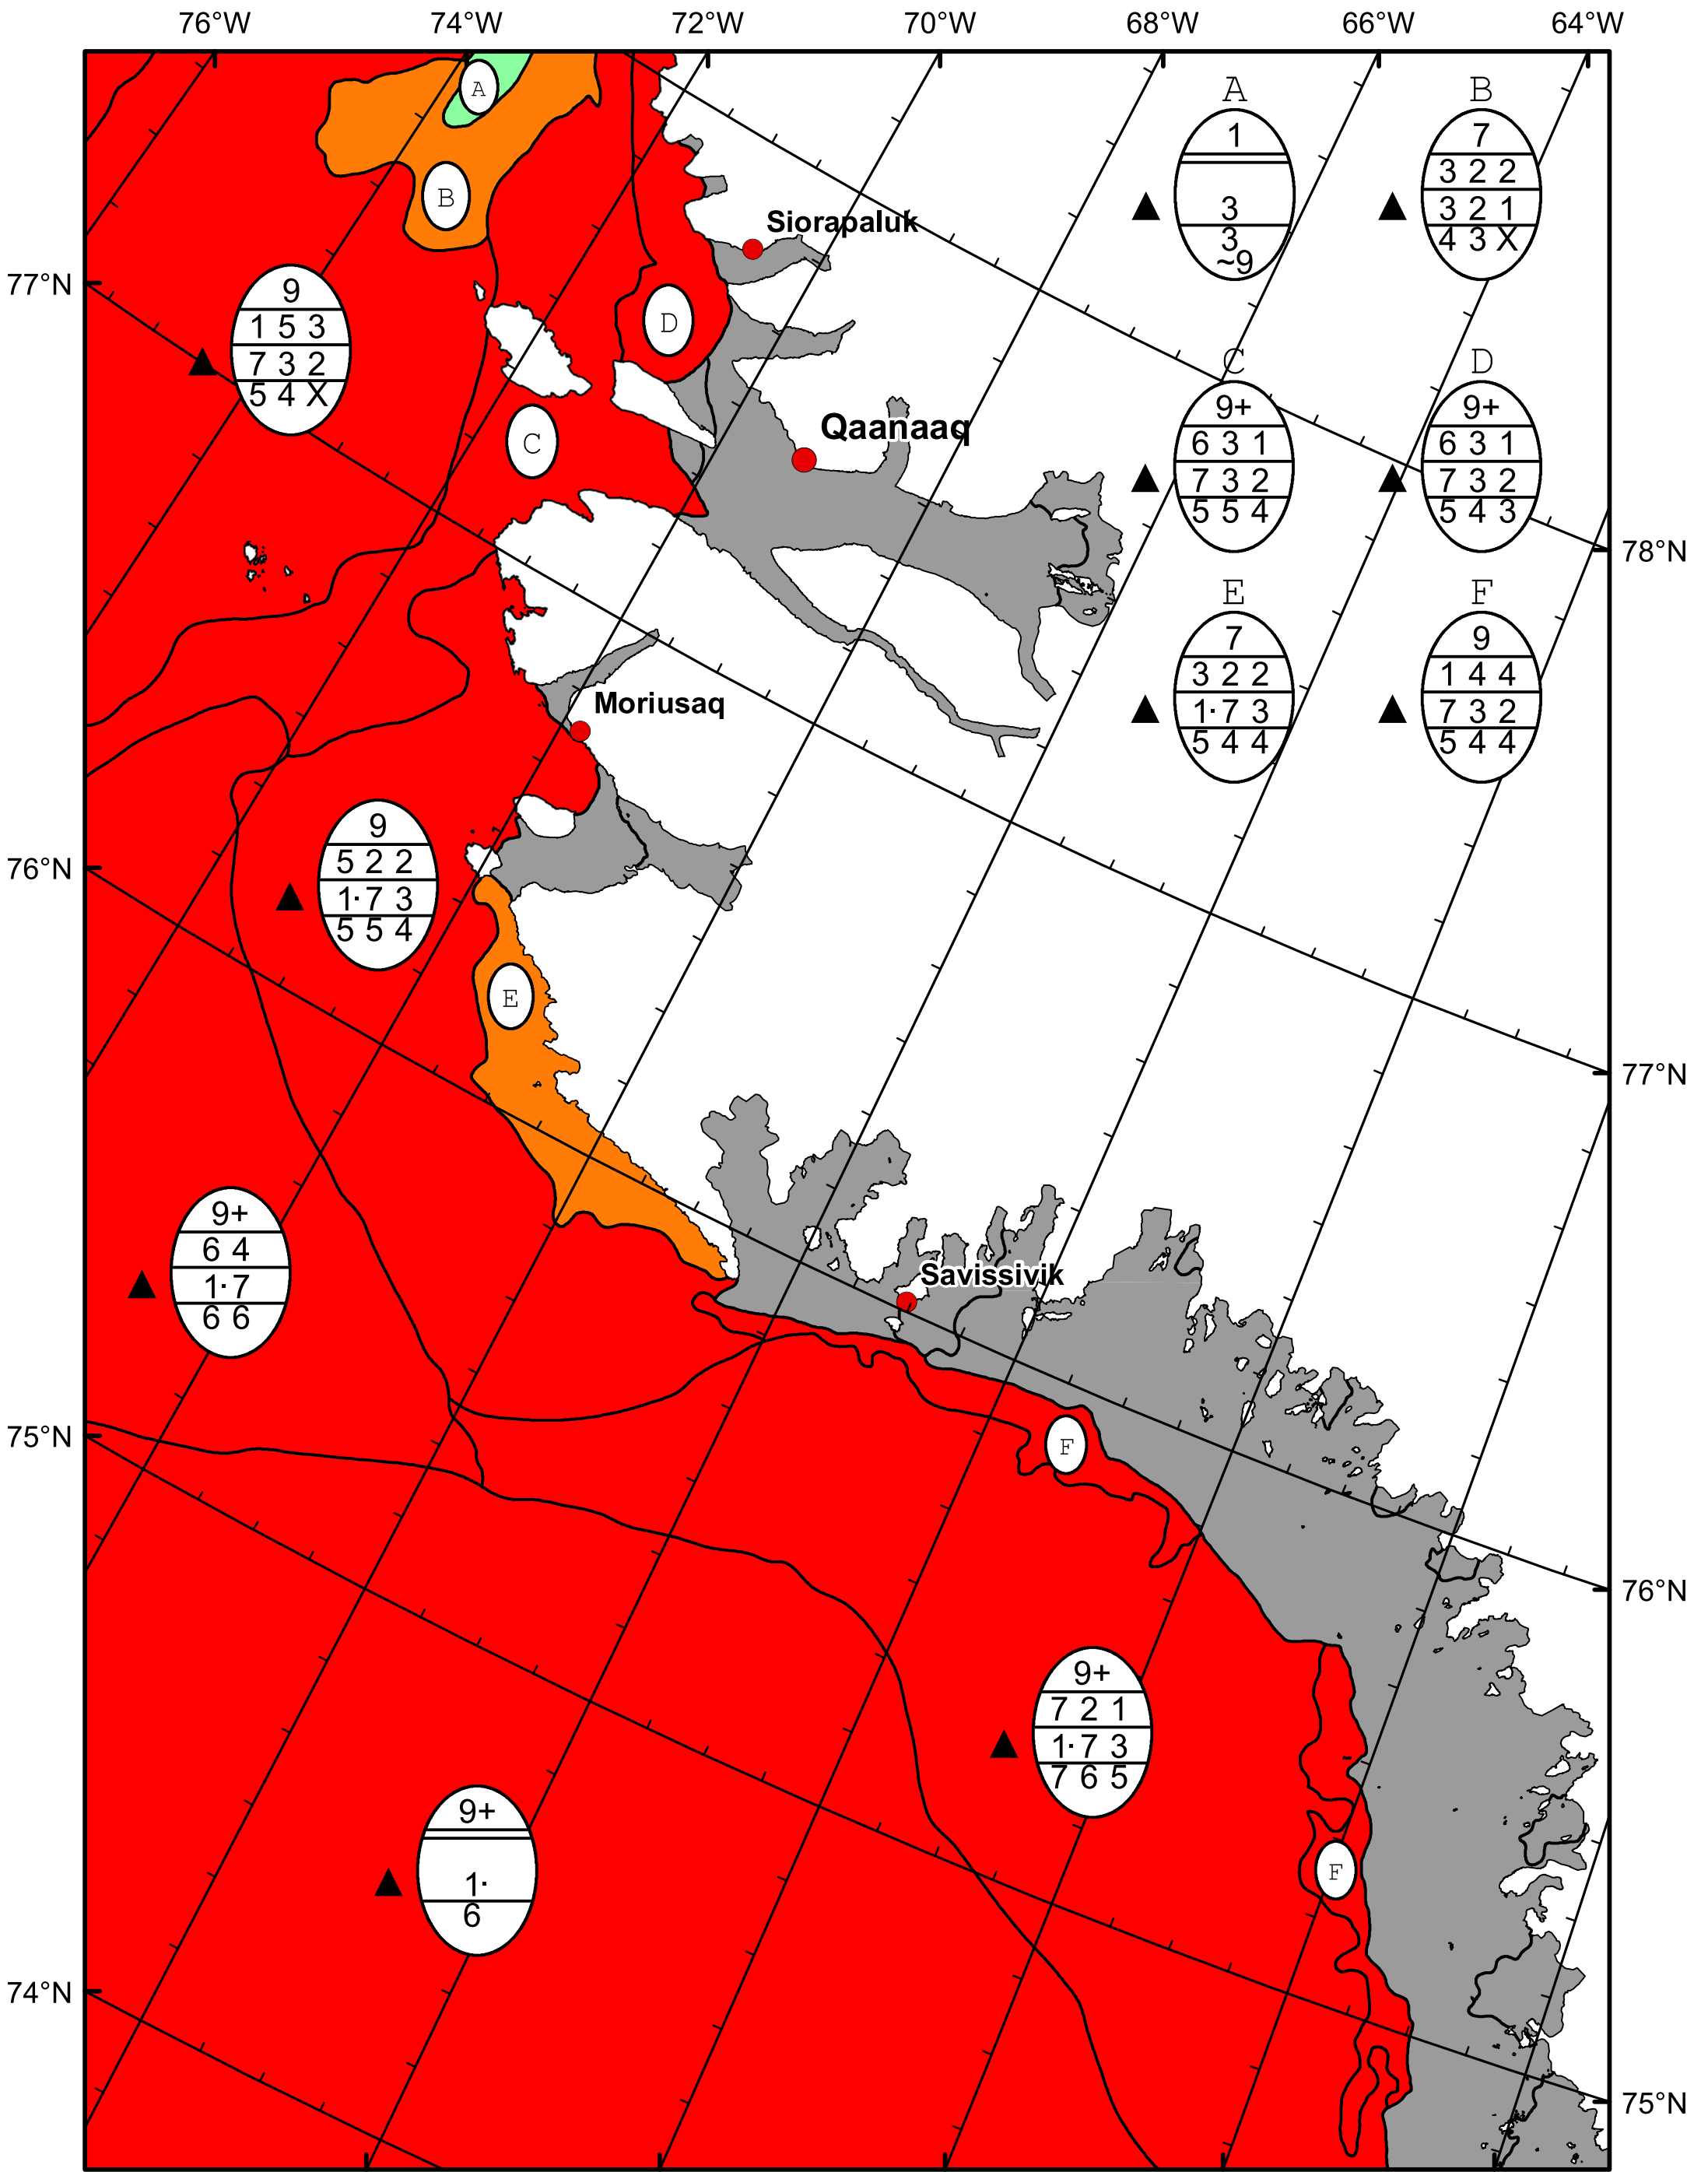 76°W 74°W 72°W 70°W 68°W 66°W 64°W
A
B
A
1
3
3
~9
B
7
3 2 2
3 2 1
4 3 X
Siorapaluk
77°N
9
1 5 3
7 3 2
5 4 X
D
C
Qaanaaq
C
9+
6 3 1
7 3 2
5 5 4
D
9+
6 3 1
7 3 2
5 4 3
78°N
E
7
3 2 2
1· 7 3
5 4 4
F
9
1 4 4
7 3 2
5 4 4
Moriusaq
76°N
9
5 2 2
1· 7 3
5 5 4
E
77°N
9+
6 4
1· 7
6 6
Savissivik
75°N
F
76°N
9+
7 2 1
1· 7 3
7 6 5
9+
1·
6
F
74°N
75°N